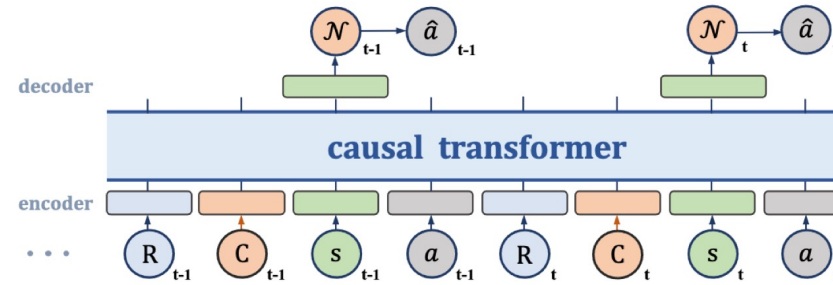 𝒩 t-1 â t-1 𝒩 t â
decoder
causal transformer
encoder
... R t-1 C t-1 s t-1 a t-1 R t C t s t a